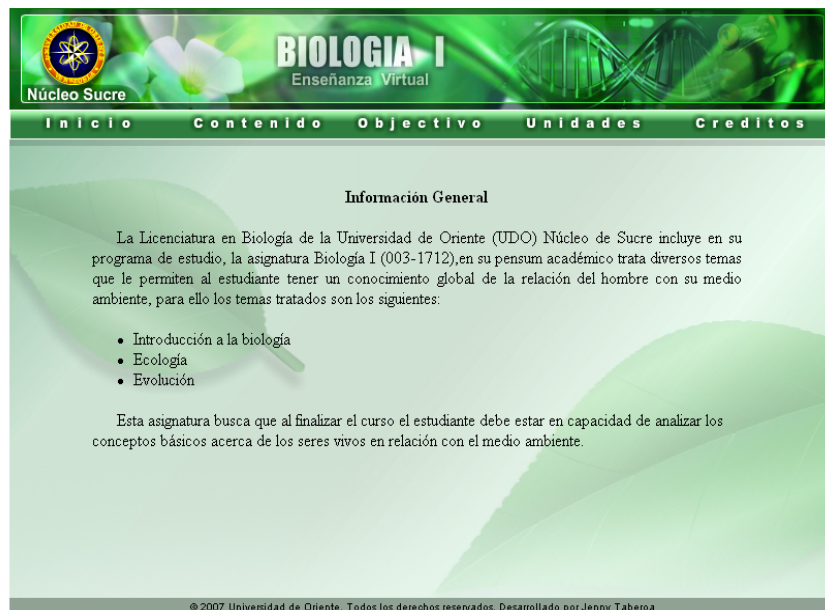 BIOLOGIA I
Enseñanza Virtual
Núcleo Sucre
Inicio Contenido Objectivo Unidades Creditos
Información General
La Licenciatura en Biología de la Universidad de Oriente (UDO) Núcleo de Sucre incluye en su
programa de estudio, la asignatura Biología I (003-1712),en su pensum académico trata diversos temas
que le permiten al estudiante tener un conocimiento global de la relación del hombre con su medio
ambiente, para ello los temas tratados son los siguientes:
• Introducción a la biología
• Ecología
• Evolución
Esta asignatura busca que al finalizar el curso el estudiante debe estar en capacidad de analizar los
conceptos básicos acerca de los seres vivos en relación con el medio ambiente.
© 2007 Universidad de Oriente. Todos los derechos reservados. Desarrollado por Jenny Taberoa